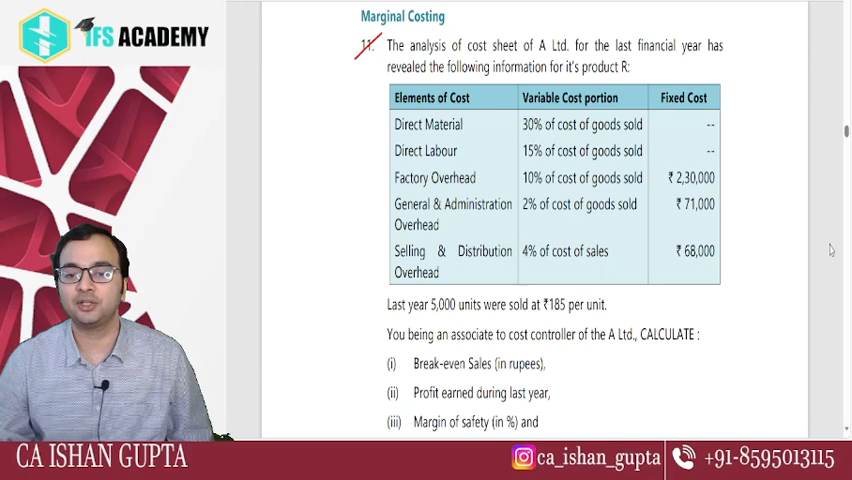 IFS ACADEMY
Marginal Costing
11. The analysis of cost sheet of A Ltd. for the last financial year has
revealed the following information for it's product R:
Elements of Cost Variable Cost portion Fixed Cost
Direct Material 30% of cost of goods sold --
Direct Labour 15% of cost of goods sold --
Factory Overhead 10% of cost of goods sold ₹ 2,30,000
General & Administration 2% of cost of goods sold ₹ 71,000
Overhead
Selling & Distribution 4% of cost of sales ₹ 68,000
Overhead
Last year 5,000 units were sold at ₹185 per unit.
You being an associate to cost controller of the A Ltd., CALCULATE :
(i) Break-even Sales (in rupees),
(ii) Profit earned during last year,
(iii) Margin of safety (in %) and
CA ISHAN GUPTA
ca_ishan_gupta
+91-8595013115